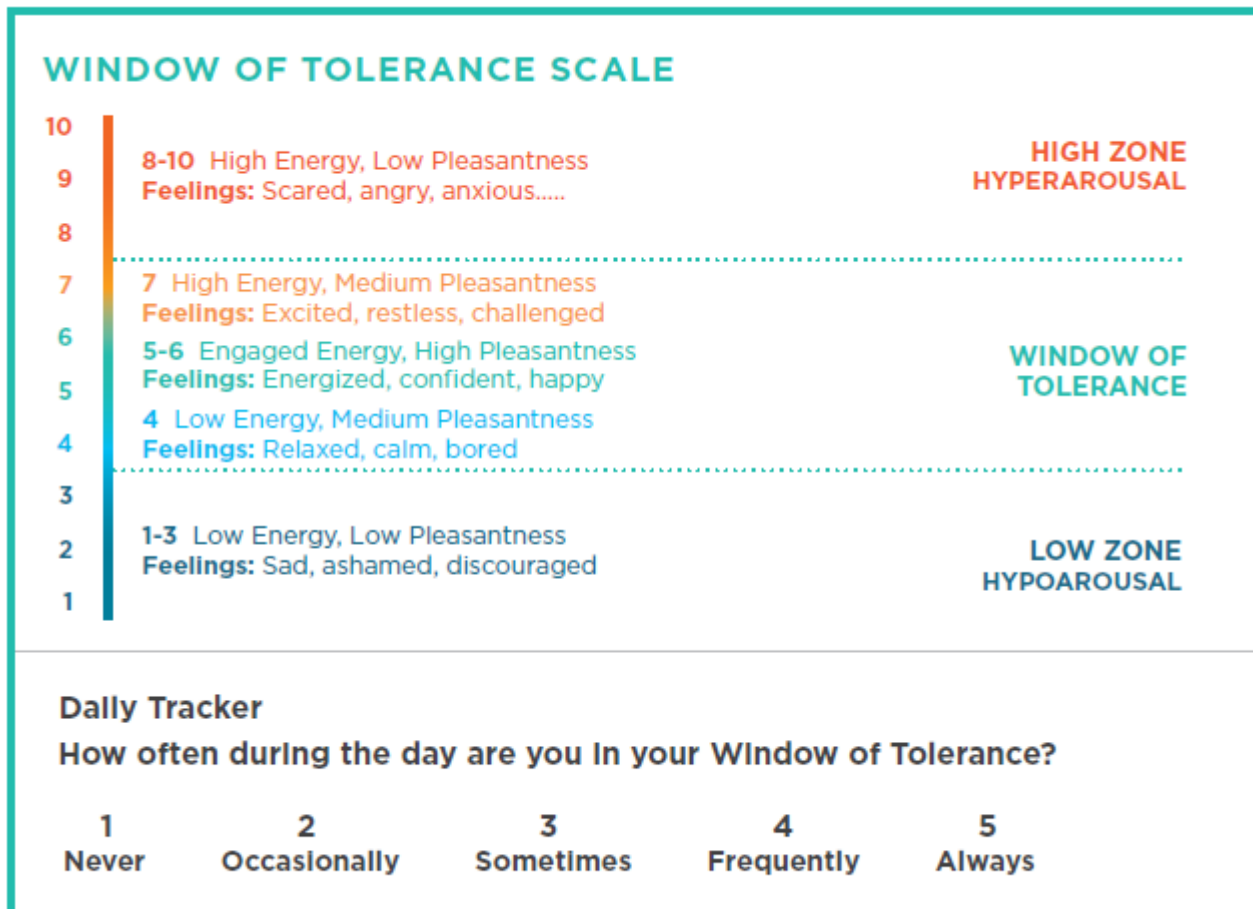 WINDOW OF TOLERANCE SCALE
10
9
8
7
6
5
4
3
2
1
8-10 High Energy, Low Pleasantness
Feelings: Scared, angry, anxious.....
HIGH ZONE
HYPERAROUSAL
7 High Energy, Medium Pleasantness
Feelings: Excited, restless, challenged
5-6 Engaged Energy, High Pleasantness
Feelings: Energized, confident, happy
4 Low Energy, Medium Pleasantness
Feelings: Relaxed, calm, bored
WINDOW OF
TOLERANCE
1-3 Low Energy, Low Pleasantness
Feelings: Sad, ashamed, discouraged
LOW ZONE
HYPOAROUSAL
Daily Tracker
How often during the day are you in your Window of Tolerance?
1 2 3 4 5
Never Occasionally Sometimes Frequently Always